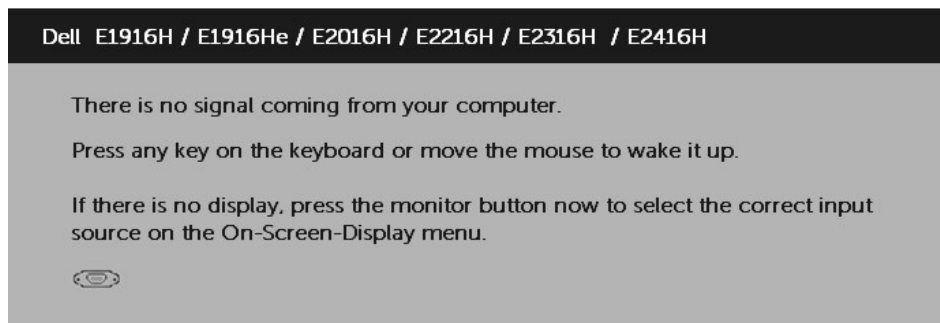 Dell E1916H / E1916He / E2016H / E2216H / E2316H / E2416H
There is no signal coming from your computer.
Press any key on the keyboard or move the mouse to wake it up.
If there is no display, press the monitor button now to select the correct input
source on the On-Screen-Display menu.